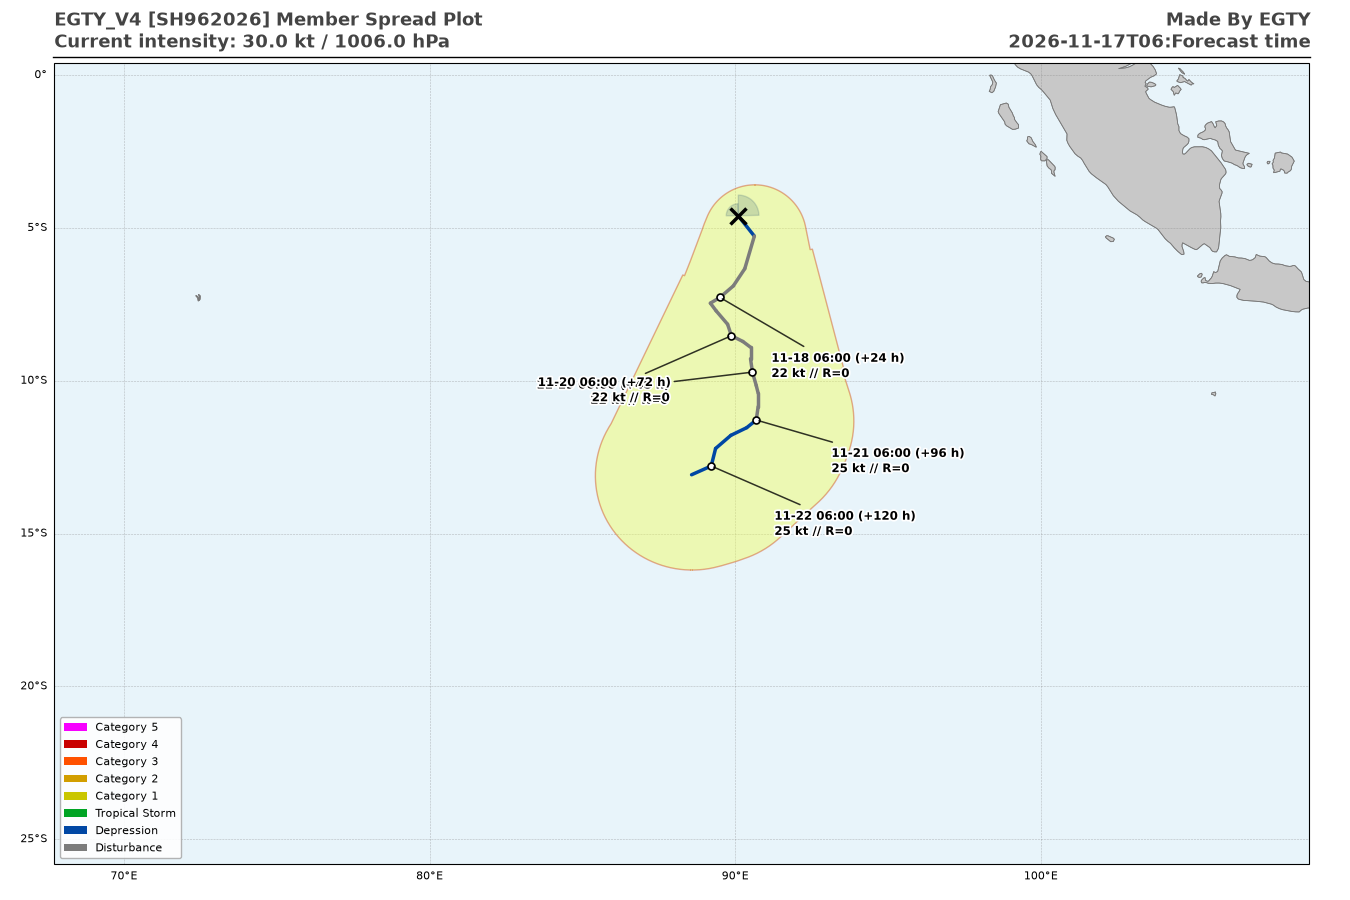 EGTY_V4 [SH962026] Member Spread Plot
Current intensity: 30.0 kt / 1006.0 hPa
Made By EGTY
2026-11-17T06:Forecast time
0°
5°S
10°S
15°S
20°S
25°S
70°E
80°E
90°E
100°E
11-18 06:00 (+24 h)
22 kt // R=0
11-20 06:00 (+72 h)
22 kt // R=0
11-21 06:00 (+96 h)
25 kt // R=0
11-22 06:00 (+120 h)
25 kt // R=0
Category 5
Category 4
Category 3
Category 2
Category 1
Tropical Storm
Depression
Disturbance